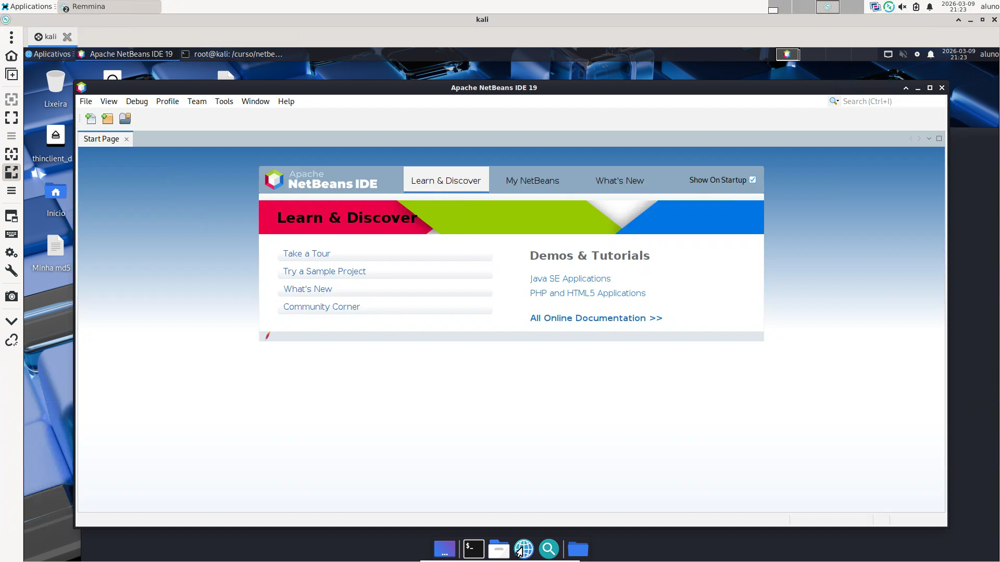 Applications
2
Remmina
2026-03-09
21:23
aluno
kali
kali
Aplicativos
Apache NetBeans IDE 19
root@kali: /curso/netbe...
2026-03-09
21:23
aluno
Lixeira
thinclient_d
Início
Minha md5
Apache NetBeans IDE 19
File View Debug Profile Team Tools Window Help
Search (Ctrl+I)
Start Page
Apache
NetBeans IDE
Learn & Discover
My NetBeans
What's New
Show On Startup
Learn & Discover
Take a Tour
Try a Sample Project
What's New
Community Corner
Demos & Tutorials
Java SE Applications
PHP and HTML5 Applications
All Online Documentation >>
$_
...